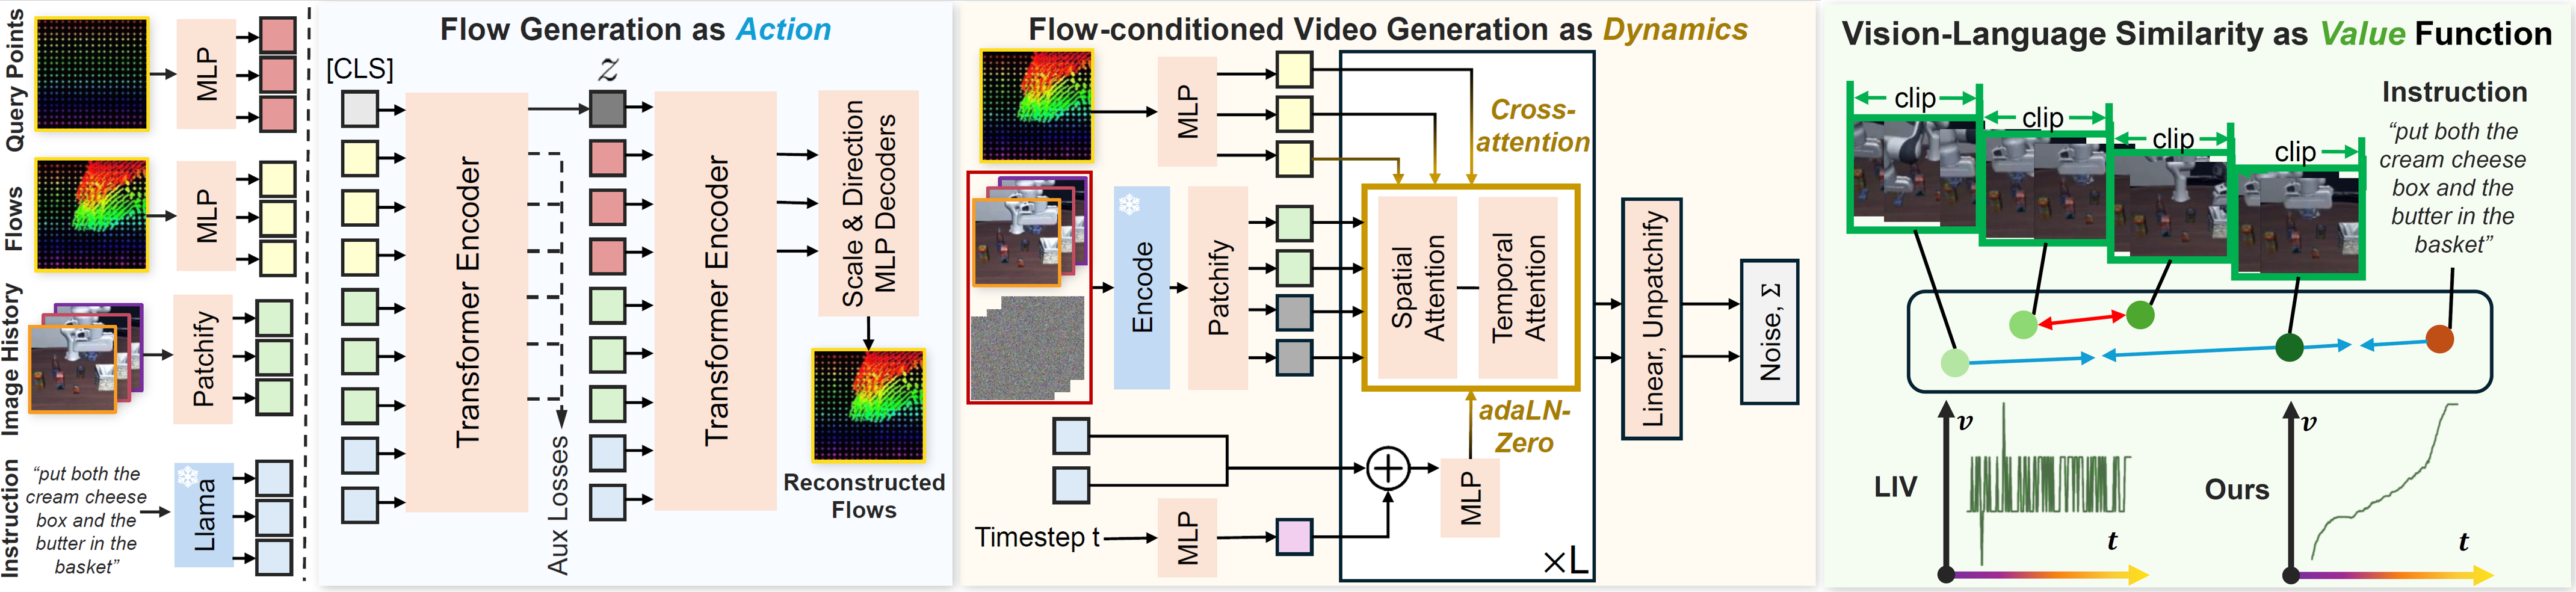 Query Points
MLP
Flows
MLP
Image History
Patchify
Instruction
“put both the
cream cheese
box and the
butter in the
basket”
Llama
Flow Generation as Action
[CLS]
Transformer Encoder
Aux Losses
z
Transformer Encoder
Scale & Direction
MLP Decoders
Reconstructed
Flows
Flow-conditioned Video Generation as Dynamics
MLP
Cross-
attention
Encode
Patchify
Spatial
Attention
Temporal
Attention
adaLN-
Zero
MLP
Timestep t
MLP
×L
Linear, Unpatchify
Noise, Σ
Vision-Language Similarity as Value Function
clip
clip
clip
clip
Instruction
“put both the
cream cheese
box and the
butter in the
basket”
LIV
v
t
Ours
v
t